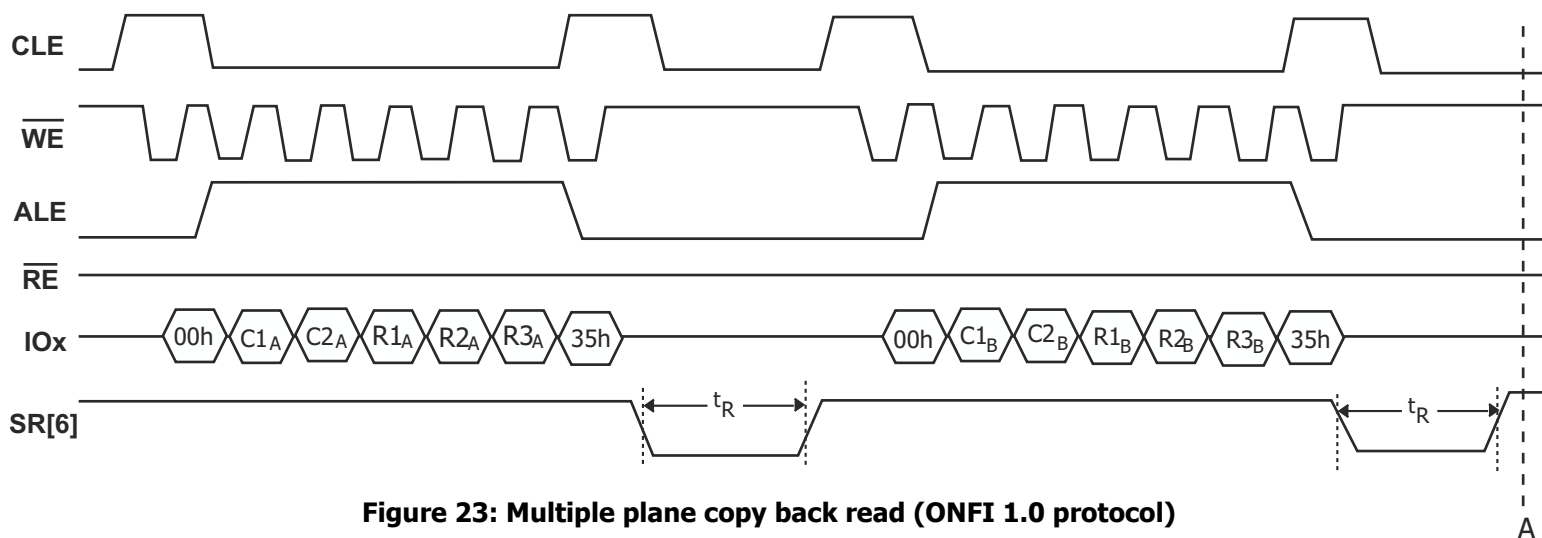 CLE
WE
ALE
RE
IOx 00h C1A C2A R1A R2A R3A 35h 00h C1B C2B R1B R2B R3B 35h
SR[6] tR tR
Figure 23: Multiple plane copy back read (ONFI 1.0 protocol)
A